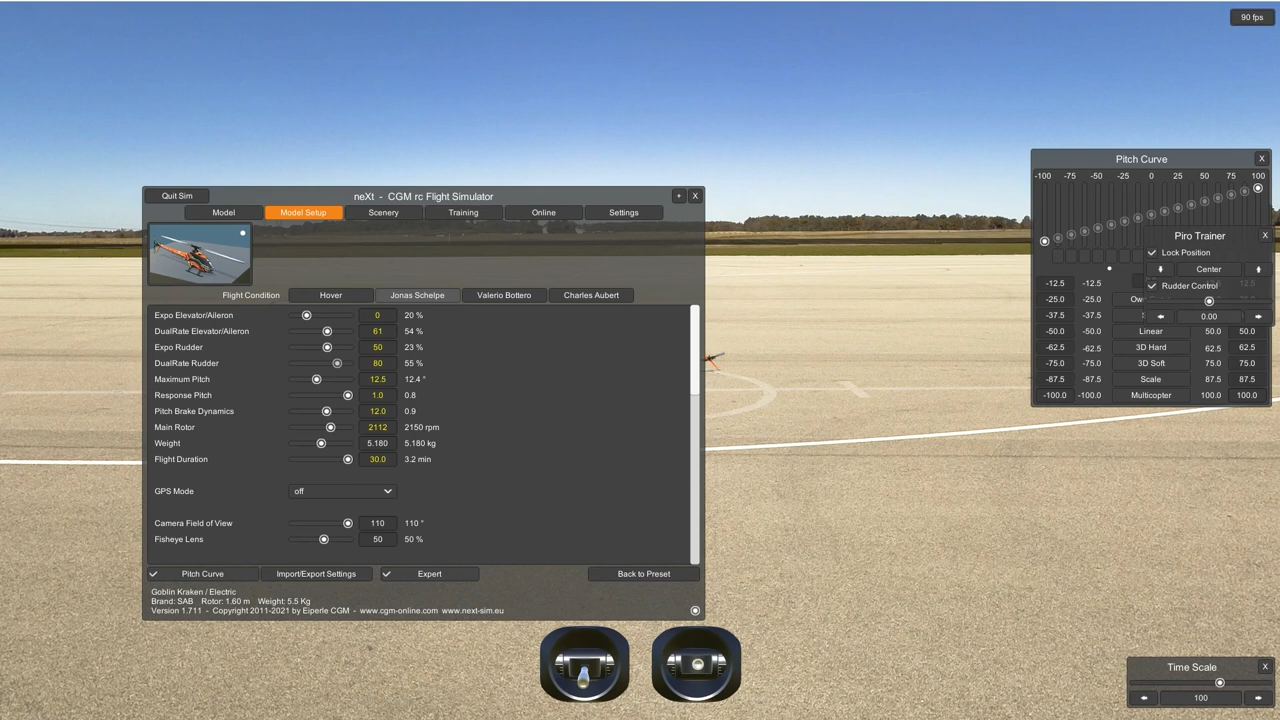 90 fps
Quit Sim
neXt - CGM rc Flight Simulator
+ X
Model Model Setup Scenery Training Online Settings
Flight Condition Hover Jonas Schelpe Valerio Bottero Charles Aubert
Expo Elevator/Aileron 0 20 %
DualRate Elevator/Aileron 61 54 %
Expo Rudder 50 23 %
DualRate Rudder 80 55 %
Maximum Pitch 12.5 12.4 °
Response Pitch 1.0 0.8
Pitch Brake Dynamics 12.0 0.9
Main Rotor 2112 2150 rpm
Weight 5.180 5.180 kg
Flight Duration 30.0 3.2 min
GPS Mode off
Camera Field of View 110 110 °
Fisheye Lens 50 50 %
Pitch Curve Import/Export Settings Expert Back to Preset
Goblin Kraken / Electric
Brand: SAB Rotor: 1.60 m Weight: 5.5 Kg
Version 1.711 - Copyright 2011-2021 by Eiperle CGM - www.cgm-online.com www.next-sim.eu
Pitch Curve X
-100 -75 -50 -25 0 25 50 75 100
Piro Trainer X
Lock Position
Center
Rudder Control
0.00
-12.5 -12.5
-25.0 -25.0
-37.5 -37.5
-50.0 -50.0 Linear 50.0 50.0
-62.5 -62.5 3D Hard 62.5 62.5
-75.0 -75.0 3D Soft 75.0 75.0
-87.5 -87.5 Scale 87.5 87.5
-100.0 -100.0 Multicopter 100.0 100.0
Time Scale X
100